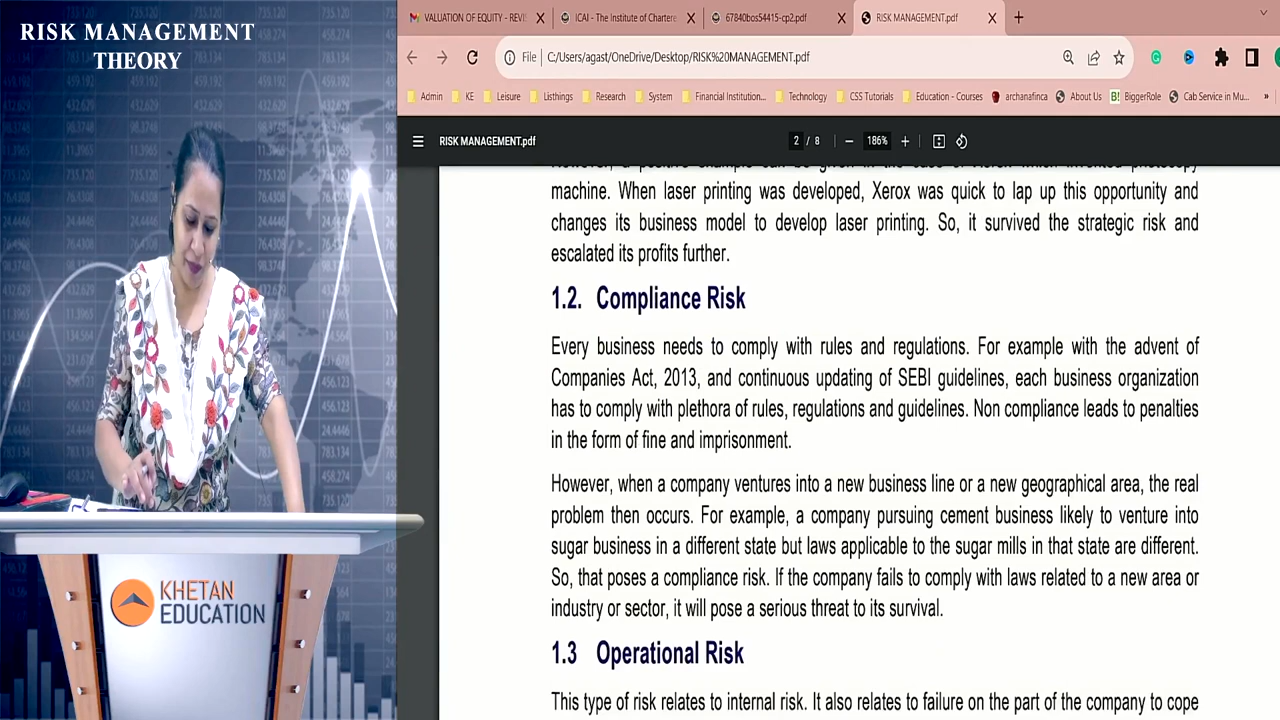 RISK MANAGEMENT
THEORY
KHETAN
EDUCATION
VALUATION OF EQUITY - REVI
ICAI - The Institute of Chartere
67840bos54415-cp2.pdf
RISK MANAGEMENT.pdf
File C:/Users/agast/OneDrive/Desktop/RISK%20MANAGEMENT.pdf
Admin KE Leisure Listings Research System Financial Institution... Technology CSS Tutorials Education - Courses archanafinca About Us B! BiggerRole Cab Service in Mu... »
RISK MANAGEMENT.pdf 2 / 8 186%
machine. When laser printing was developed, Xerox was quick to lap up this opportunity and
changes its business model to develop laser printing. So, it survived the strategic risk and
escalated its profits further.
1.2. Compliance Risk
Every business needs to comply with rules and regulations. For example with the advent of
Companies Act, 2013, and continuous updating of SEBI guidelines, each business organization
has to comply with plethora of rules, regulations and guidelines. Non compliance leads to penalties
in the form of fine and imprisonment.
However, when a company ventures into a new business line or a new geographical area, the real
problem then occurs. For example, a company pursuing cement business likely to venture into
sugar business in a different state but laws applicable to the sugar mills in that state are different.
So, that poses a compliance risk. If the company fails to comply with laws related to a new area or
industry or sector, it will pose a serious threat to its survival.
1.3 Operational Risk
This type of risk relates to internal risk. It also relates to failure on the part of the company to cope